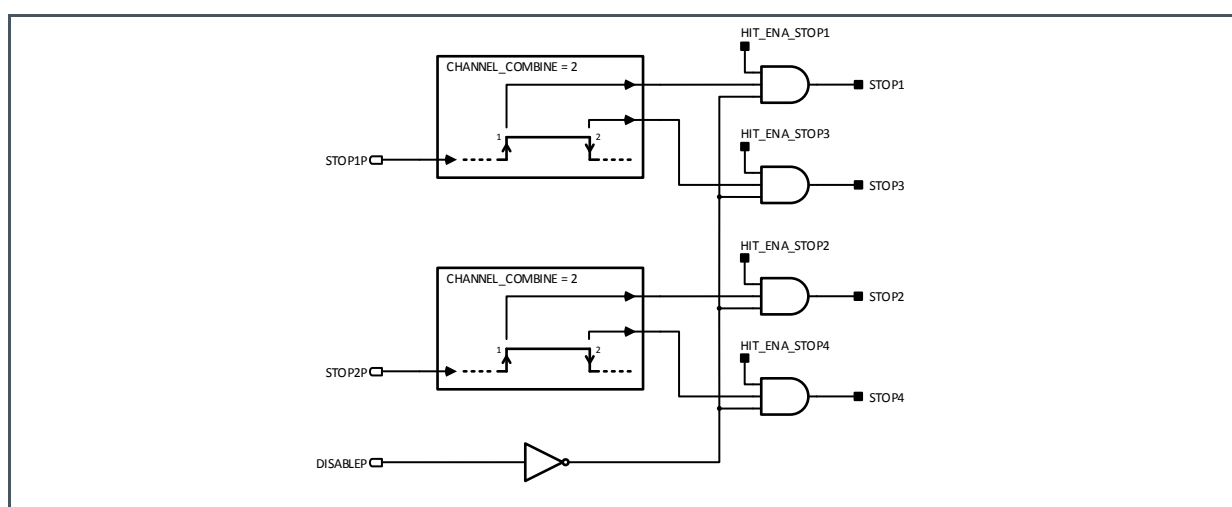 HIT_ENA_STOP1
CHANNEL_COMBINE = 2
STOP1
1
2
HIT_ENA_STOP3
STOP1P
STOP3
HIT_ENA_STOP2
CHANNEL_COMBINE = 2
STOP2
1
2
HIT_ENA_STOP4
STOP2P
STOP4
DISABLEP